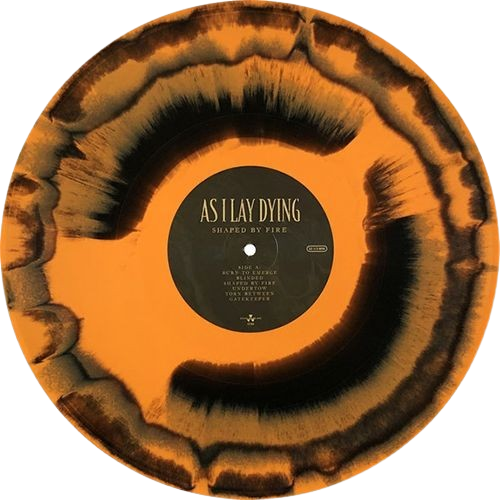 AS I LAY DYING
SHAPED BY FIRE
SIDE A:
BURN TO EMERGE
BLINDED
SHAPED BY FIRE
UNDERTOW
TORN BETWEEN
GATEKEEPER